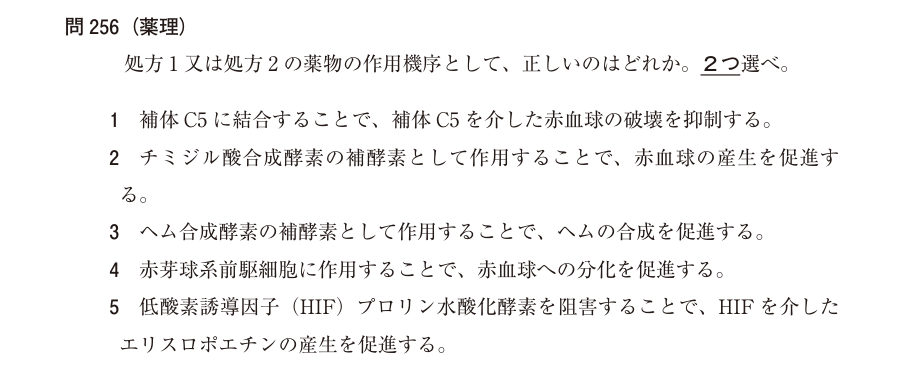 問 256（薬理）
処方 1 又は処方 2 の薬物の作用機序として、正しいのはどれか。２つ選べ。
1 補体 C5 に結合することで、補体 C5 を介した赤血球の破壊を抑制する。
2 チミジル酸合成酵素の補酵素として作用することで、赤血球の産生を促進す
る。
3 ヘム合成酵素の補酵素として作用することで、ヘムの合成を促進する。
4 赤芽球系前駆細胞に作用することで、赤血球への分化を促進する。
5 低酸素誘導因子（HIF）プロリン水酸化酵素を阻害することで、HIF を介した
エリスロポエチンの産生を促進する。